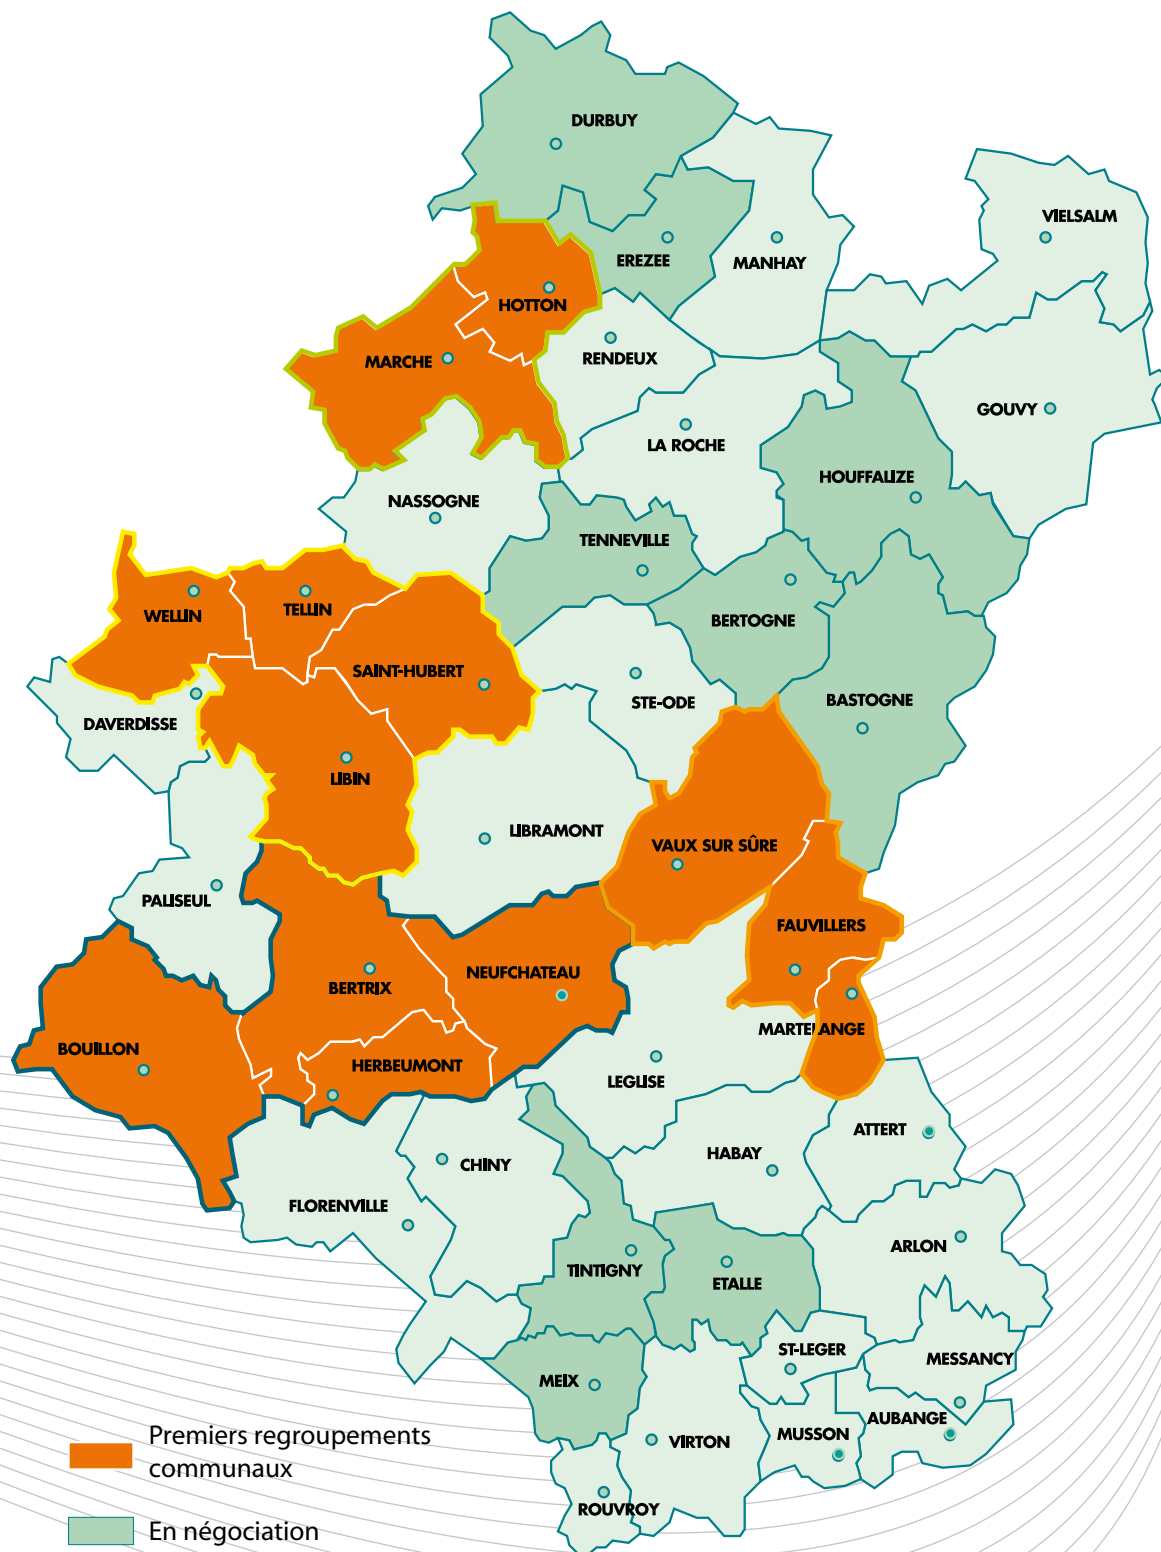 DURBUY
VIELSALM
EREZEE
MANHAY
HOTTON
RENDEUX
MARCHE
GOUVY
LA ROCHE
HOUFFALIZE
NASSOGNE
TENNEVILLE
WELLIN
TELLIN
BERTOGNE
SAINT-HUBERT
STE-ODE
BASTOGNE
DAVERDISSE
LIBIN
LIBRAMONT
VAUX SUR SÛRE
PALISEUL
FAUVILLERS
NEUFCHATEAU
BERTRIX
MARTELANGE
BOUILLON
HERBEUMONT
LEGLISE
ATTERT
HABAY
CHINY
FLORENVILLE
ARLON
TINTIGNY
ETALLE
ST-LEGER
MESSANCY
MEIX
AUBANGE
MUSSON
VIRTON
ROUVROY
Premiers regroupements
communaux
En négociation